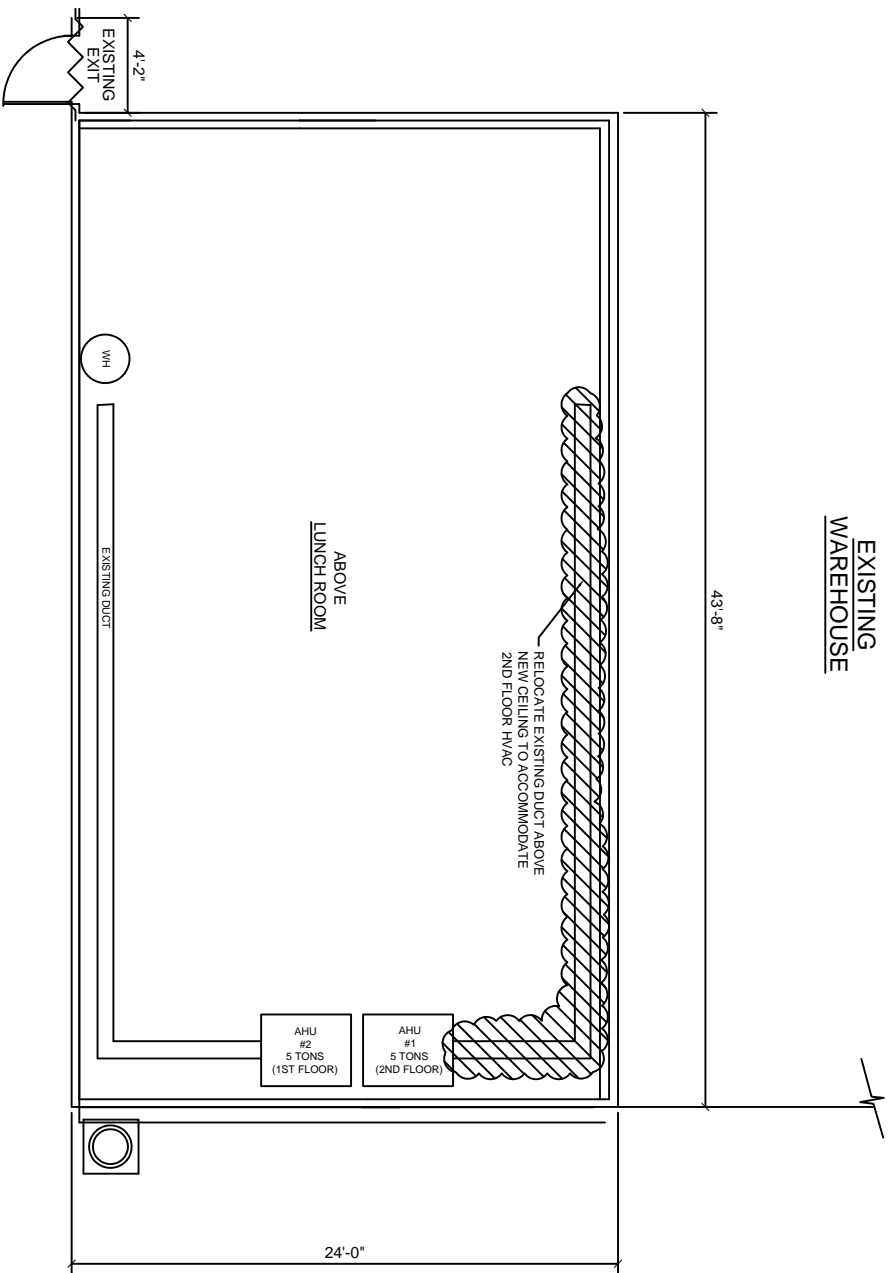 EXISTING
WAREHOUSE
43'-8"
4'-2"
EXISTING
EXIT
RELOCATE EXISTING DUCT ABOVE
NEW CEILING TO ACCOMMODATE
2ND FLOOR HVAC
ABOVE
LUNCH ROOM
WH
EXISTING DUCT
AHU
#2
5 TONS
(1ST FLOOR)
AHU
#1
5 TONS
(2ND FLOOR)
24'-0"